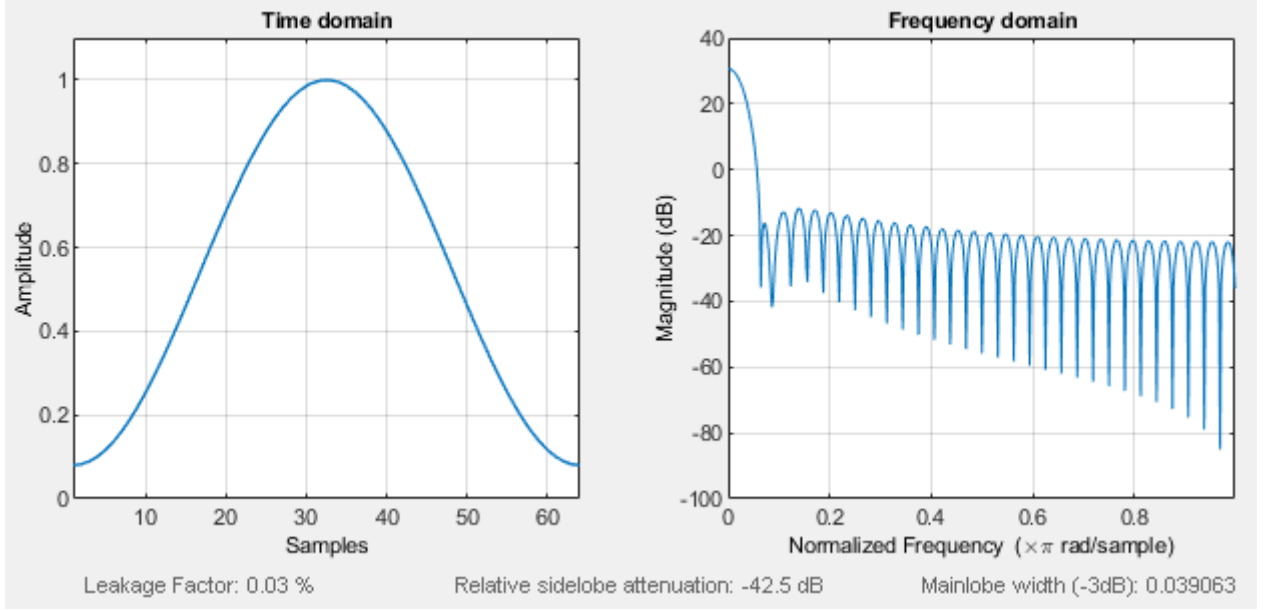 Time domain
Amplitude
1
0.8
0.6
0.4
0.2
0
10 20 30 40 50 60
Samples
Frequency domain
Magnitude (dB)
40
20
0
-20
-40
-60
-80
-100
0 0.2 0.4 0.6 0.8
Normalized Frequency (×π rad/sample)
Leakage Factor: 0.03 % Relative sidelobe attenuation: -42.5 dB Mainlobe width (-3dB): 0.039063